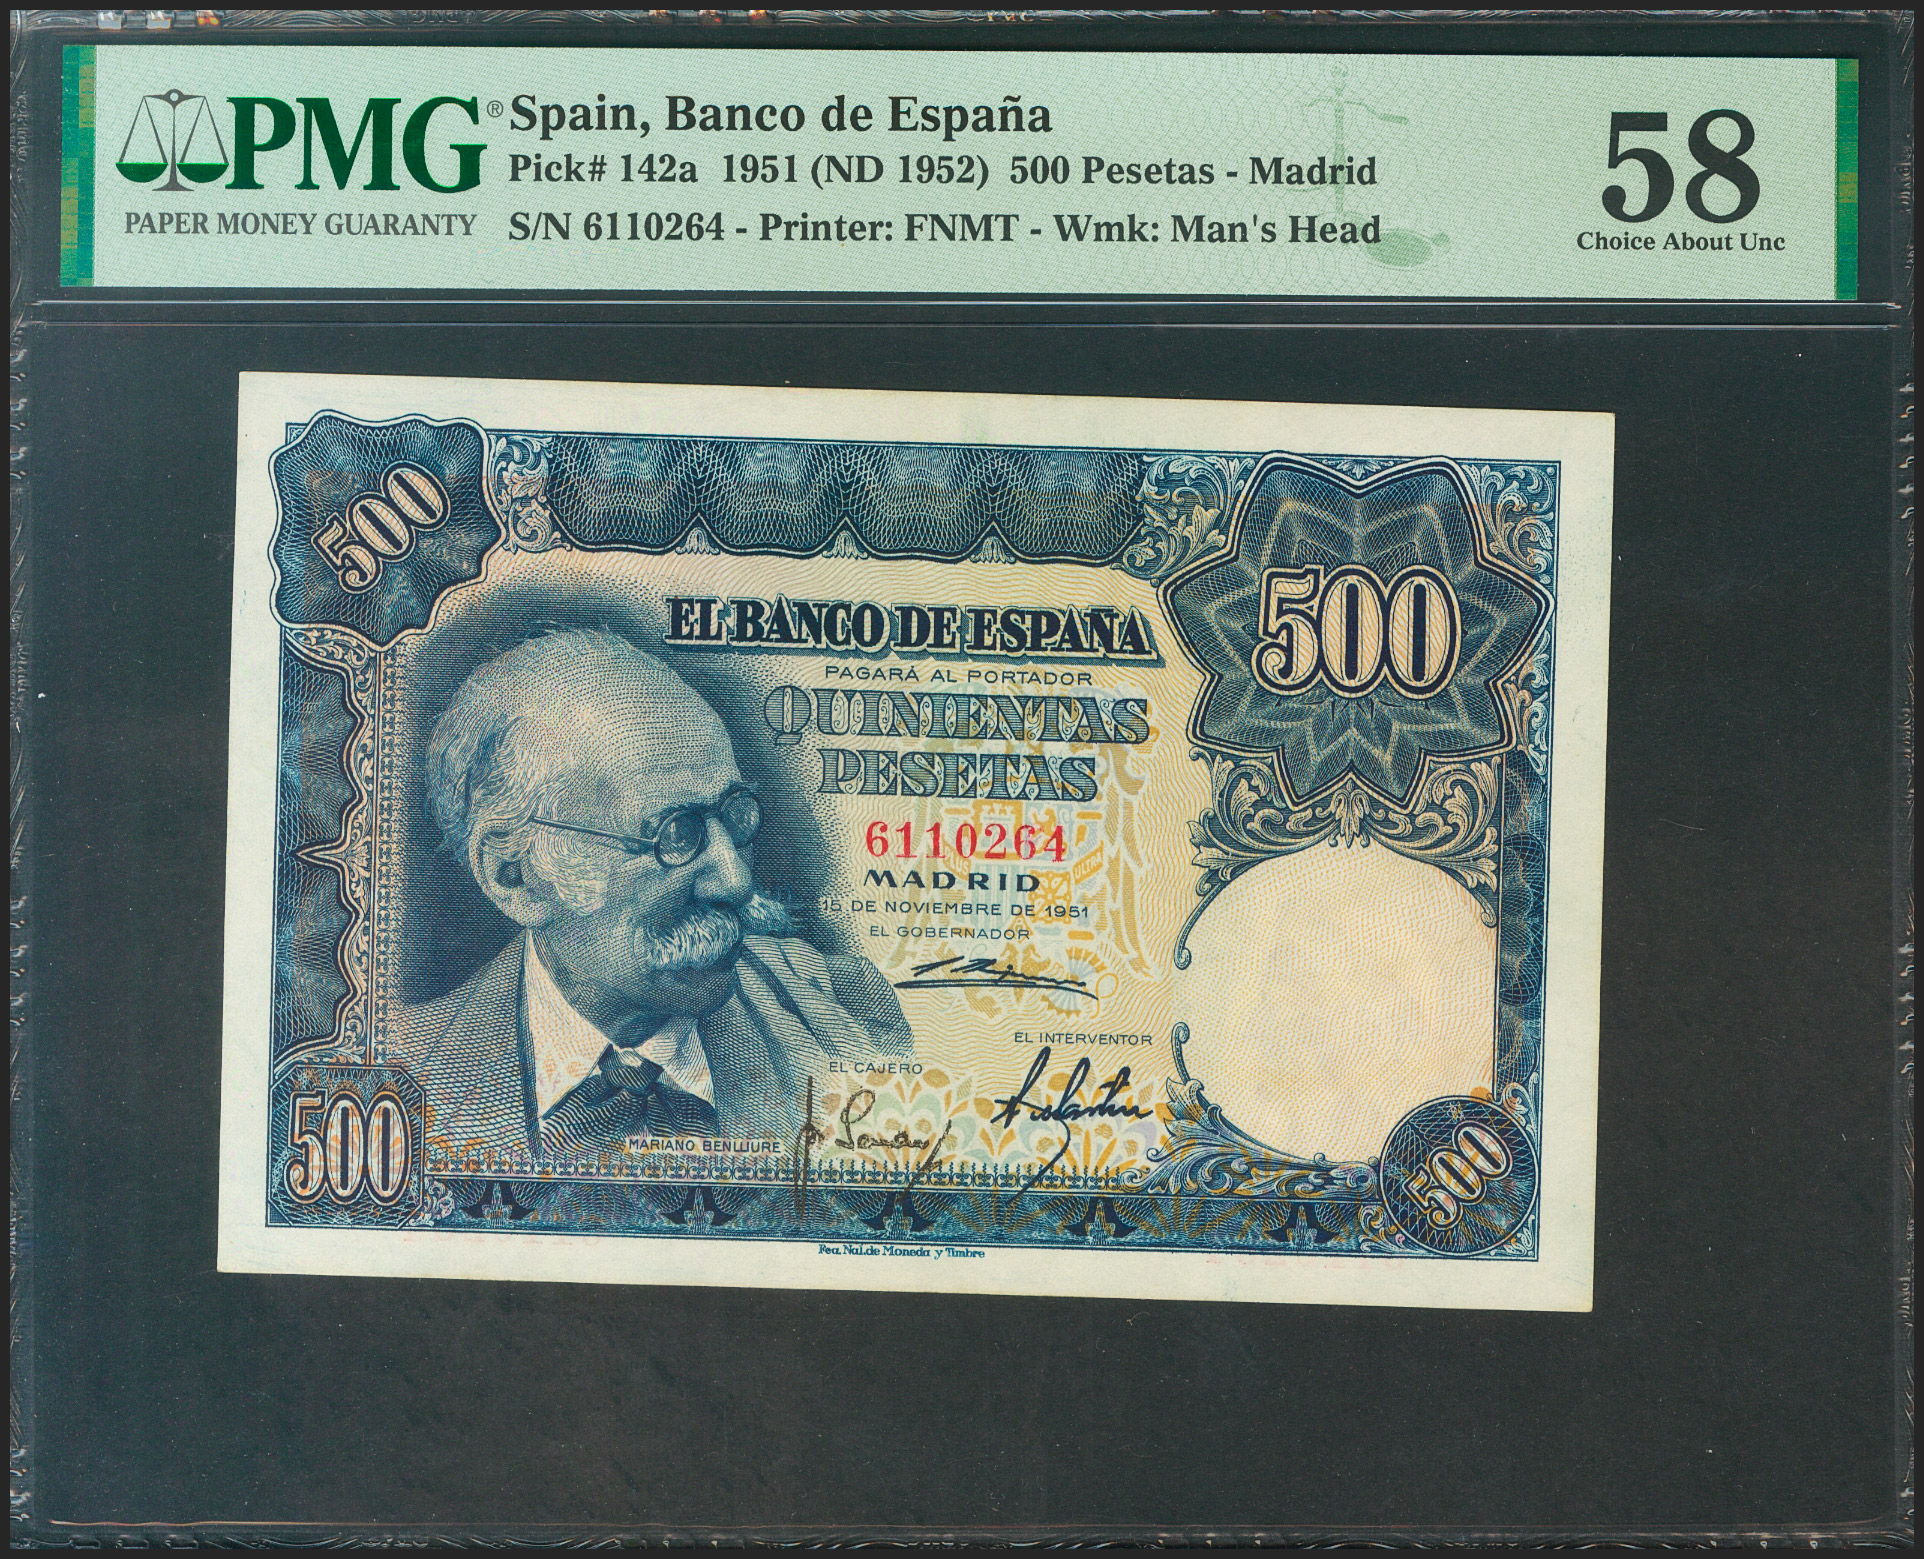 PMG®
PAPER MONEY GUARANTY
Spain, Banco de España
Pick# 142a 1951 (ND 1952) 500 Pesetas - Madrid
S/N 6110264 - Printer: FNMT - Wmk: Man's Head
58
Choice About Unc
500
500
EL BANCO DE ESPAÑA
PAGARÁ AL PORTADOR
QUINIENTAS
PESETAS
6110264
MADRID
15 DE NOVIEMBRE DE 1951
EL GOBERNADOR
EL INTERVENTOR
EL CAJERO
MARIANO BENLLIURE
500
500
Fca. Nal. de Moneda y Timbre